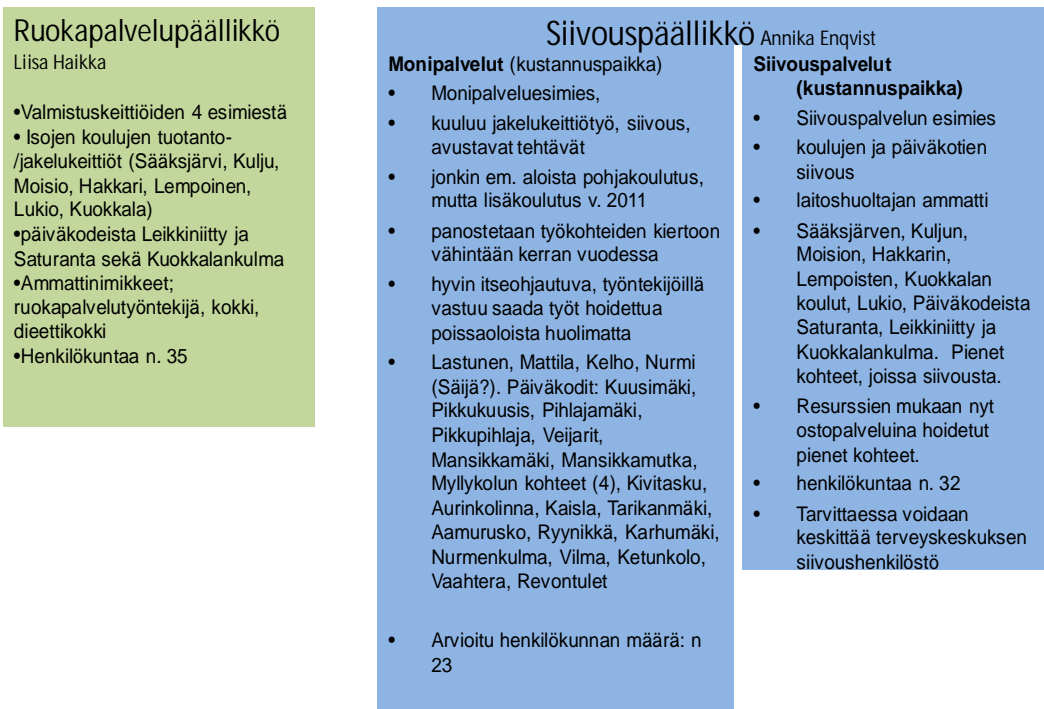 Ruokapalvelupäällikkö
Liisa Haikka
•Valmistuskeittiöiden 4 esimiestä
• Isojen koulujen tuotanto-
/jakelukeittiöt (Sääksjärvi, Kulju,
Moisio, Hakkari, Lempoinen,
Lukio, Kuokkala)
•päiväkodeista Leikkiniitty ja
Saturanta sekä Kuokkalankulma
•Ammattinimikkeet;
ruokapalvelutyöntekijä, kokki,
dieettikokki
•Henkilökuntaa n. 35
Siivouspäällikkö Annika Enqvist
Monipalvelut (kustannuspaikka)
• Monipalveluesimies,
• kuuluu jakelukeittiötyö, siivous,
avustavat tehtävät
• jonkin em. aloista pohjakoulutus,
mutta lisäkoulutus v. 2011
• panostetaan työkohteiden kiertoon
vähintään kerran vuodessa
• hyvin itseohjautuva, työntekijöillä
vastuu saada työt hoidettua
poissaoloista huolimatta
• Lastunen, Mattila, Kelho, Nurmi
(Säijä?). Päiväkodit: Kuusimäki,
Pikkukuusis, Pihlajamäki,
Pikkupihlaja, Veijarit,
Mansikkamäki, Mansikkamutka,
Myllykolun kohteet (4), Kivitasku,
Aurinkolinna, Kaisla, Tarikanmäki,
Aamurusko, Ryynikkä, Karhumäki,
Nurmenkulma, Vilma, Ketunkolo,
Vaahtera, Revontulet
• Arvioitu henkilökunnan määrä: n
23
Siivouspalvelut
(kustannuspaikka)
• Siivouspalvelun esimies
• koulujen ja päiväkotien
siivous
• laitoshuoltajan ammatti
• Sääksjärven, Kuljun,
Moision, Hakkarin,
Lempoisten, Kuokkalan
koulut, Lukio, Päiväkodeista
Saturanta, Leikkiniitty ja
Kuokkalankulma. Pienet
kohteet, joissa siivousta.
• Resurssien mukaan nyt
ostopalveluina hoidetut
pienet kohteet.
• henkilökuntaa n. 32
• Tarvittaessa voidaan
keskittää terveyskeskuksen
siivoushenkilöstö